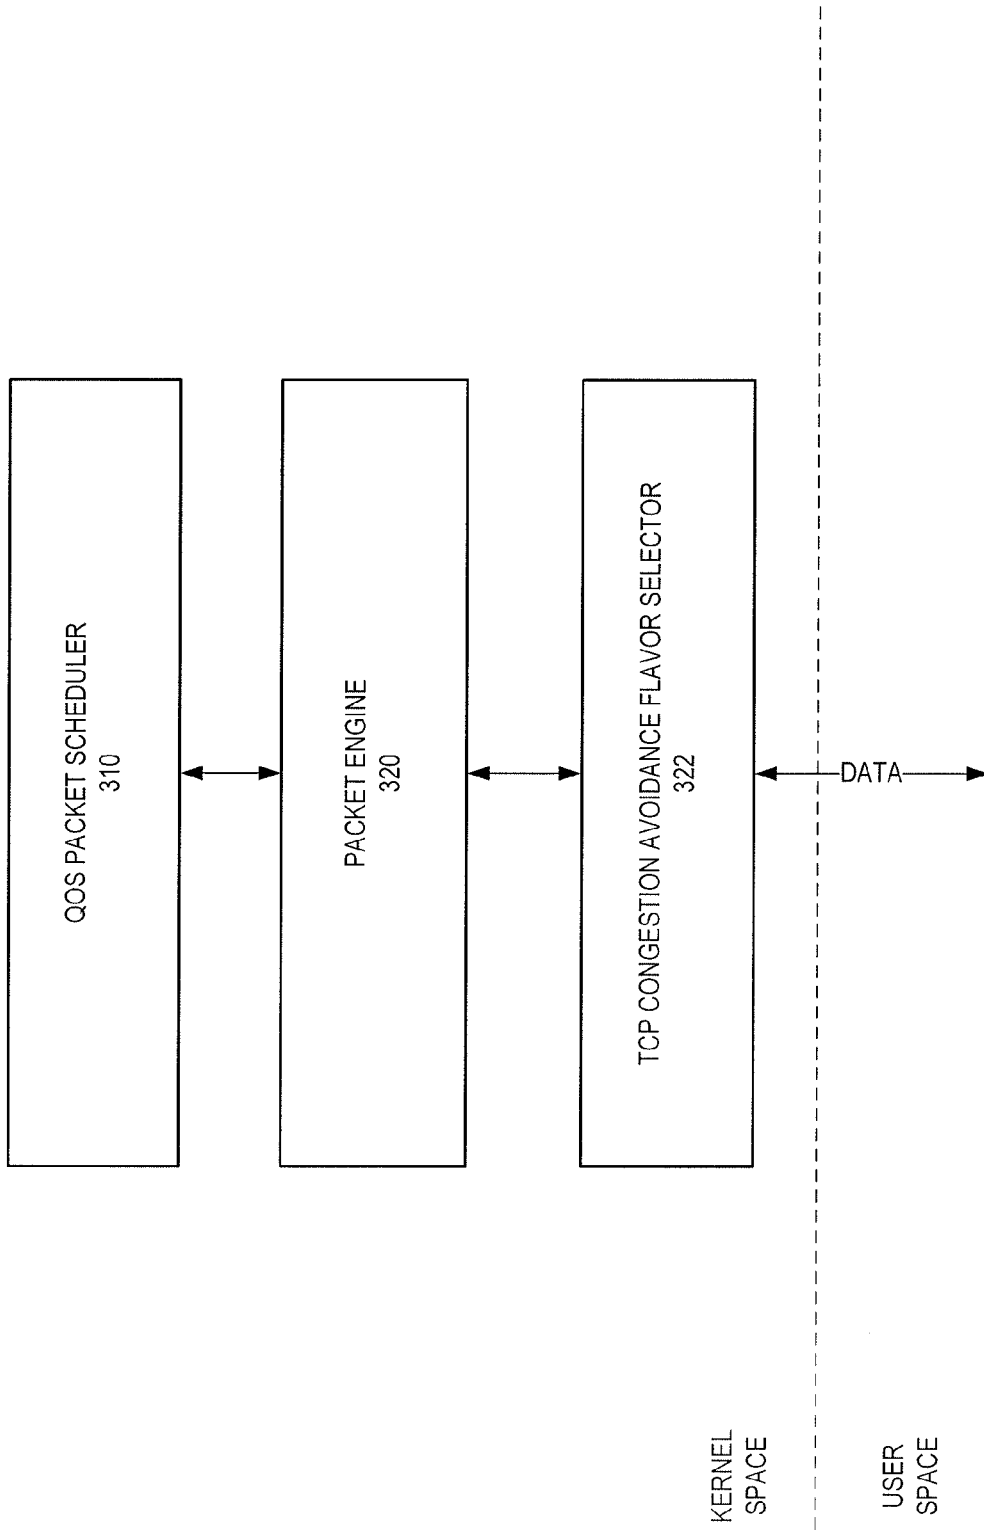 QOS PACKET SCHEDULER
310
PACKET ENGINE
320
TCP CONGESTION AVOIDANCE FLAVOR SELECTOR
322
KERNEL
SPACE
DATA
USER
SPACE